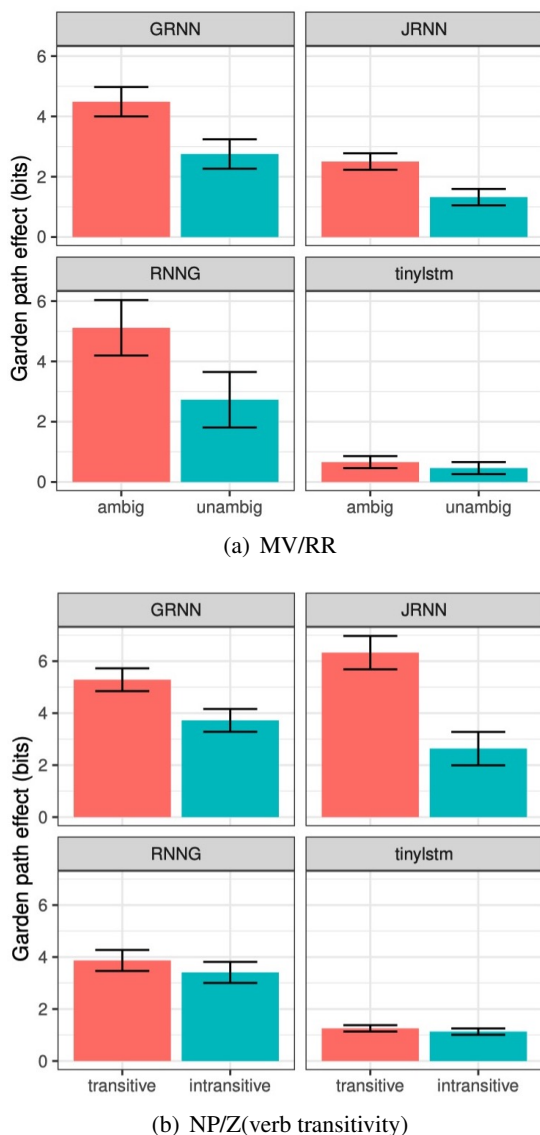 GRNN
JRNN
6
4
2
0
RNNG
tinylstm
6
4
2
0
Garden path effect (bits)
ambig
unambig
ambig
unambig
(a) MV/RR
GRNN
JRNN
6
4
2
0
RNNG
tinylstm
6
4
2
0
Garden path effect (bits)
transitive
intransitive
transitive
intransitive
(b) NP/Z(verb transitivity)